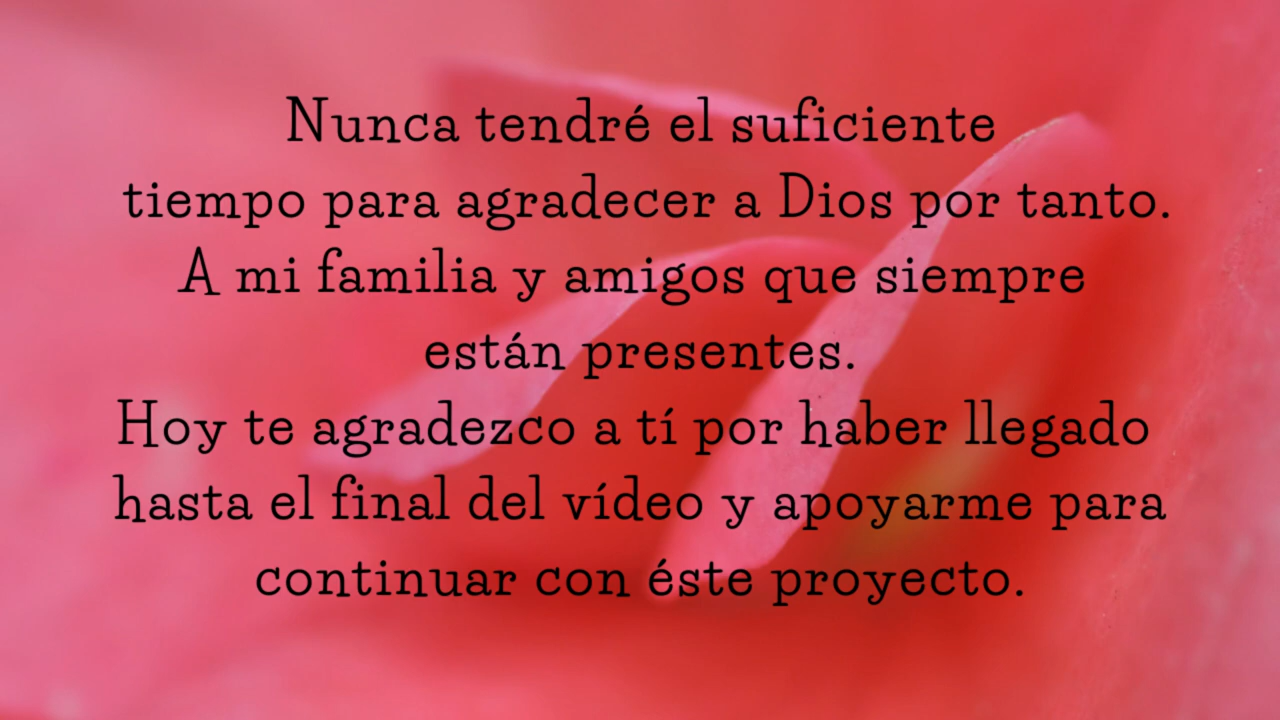 Nunca tendré el suficiente
tiempo para agradecer a Dios por tanto.
A mi familia y amigos que siempre
están presentes.
Hoy te agradezco a tí por haber llegado
hasta el final del vídeo y apoyarme para
continuar con éste proyecto.